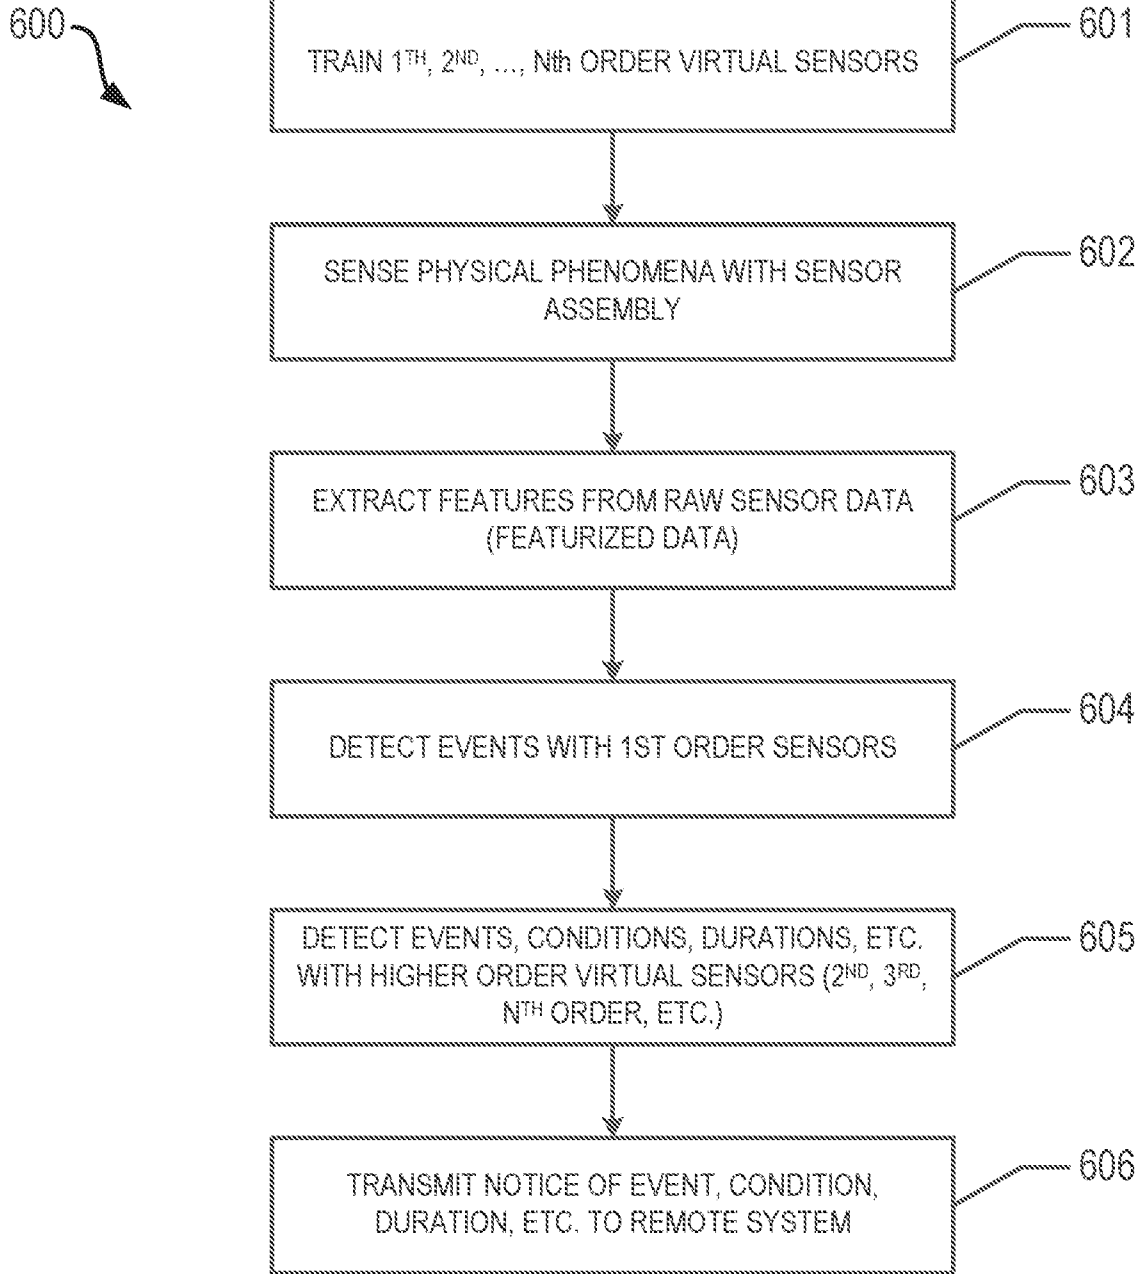 600
601
TRAIN 1TH, 2ND, ..., Nth ORDER VIRTUAL SENSORS
602
SENSE PHYSICAL PHENOMENA WITH SENSOR
ASSEMBLY
603
EXTRACT FEATURES FROM RAW SENSOR DATA
(FEATURIZED DATA)
604
DETECT EVENTS WITH 1ST ORDER SENSORS
605
DETECT EVENTS, CONDITIONS, DURATIONS, ETC.
WITH HIGHER ORDER VIRTUAL SENSORS (2ND, 3RD,
NTH ORDER, ETC.)
606
TRANSMIT NOTICE OF EVENT, CONDITION,
DURATION, ETC. TO REMOTE SYSTEM